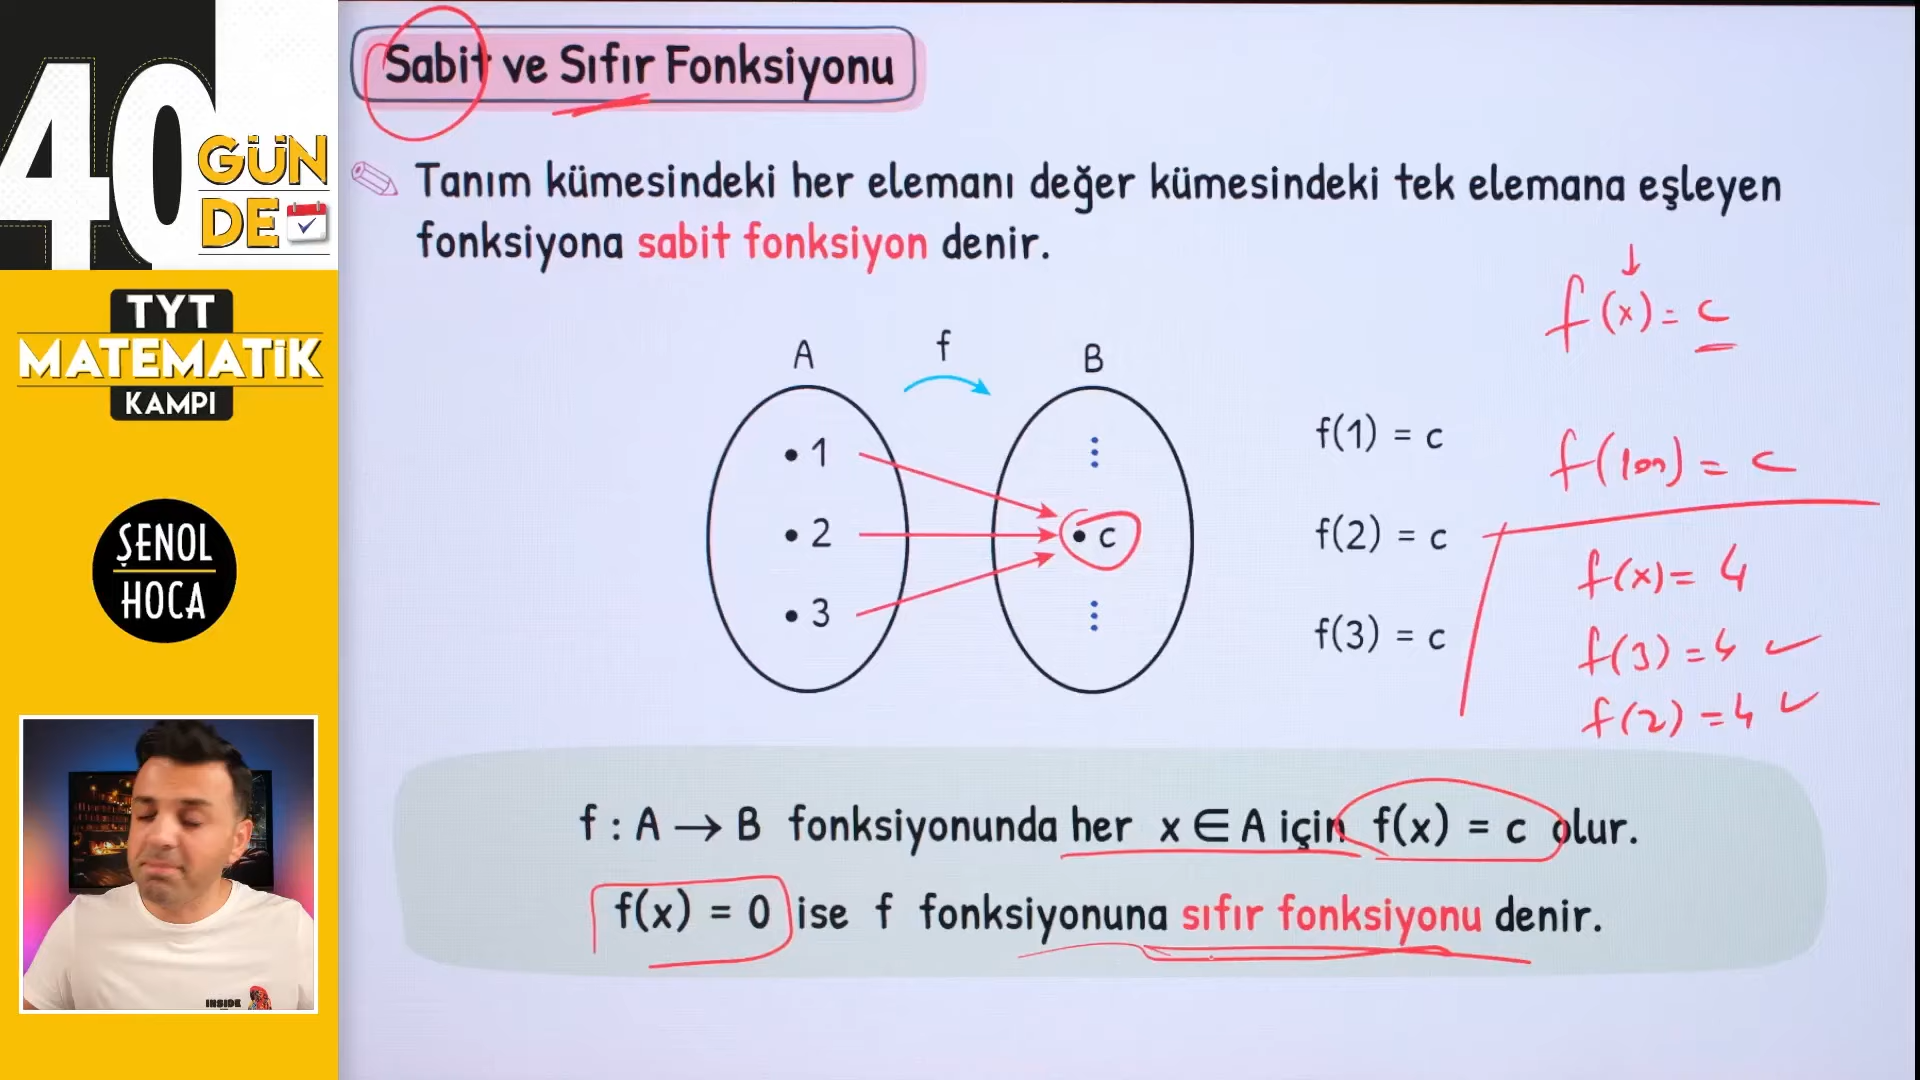 40
GÜN
DE
TYT
MATEMATİK
KAMPI
ŞENOL
HOCA
INSIDE
Sabit ve Sıfır Fonksiyonu
Tanım kümesindeki her elemanı değer kümesindeki tek elemana eşleyen
fonksiyona sabit fonksiyon denir.
A f B
• 1
• 2
• 3
⋮
• c
⋮
f(1) = c
f(2) = c
f(3) = c
↓
f(x) = c
f(100) = c
f(x) = 4
f(3) = 4 ✓
f(2) = 4 ✓
f : A → B fonksiyonunda her x ∈ A için f(x) = c olur.
f(x) = 0 ise f fonksiyonuna sıfır fonksiyonu denir.